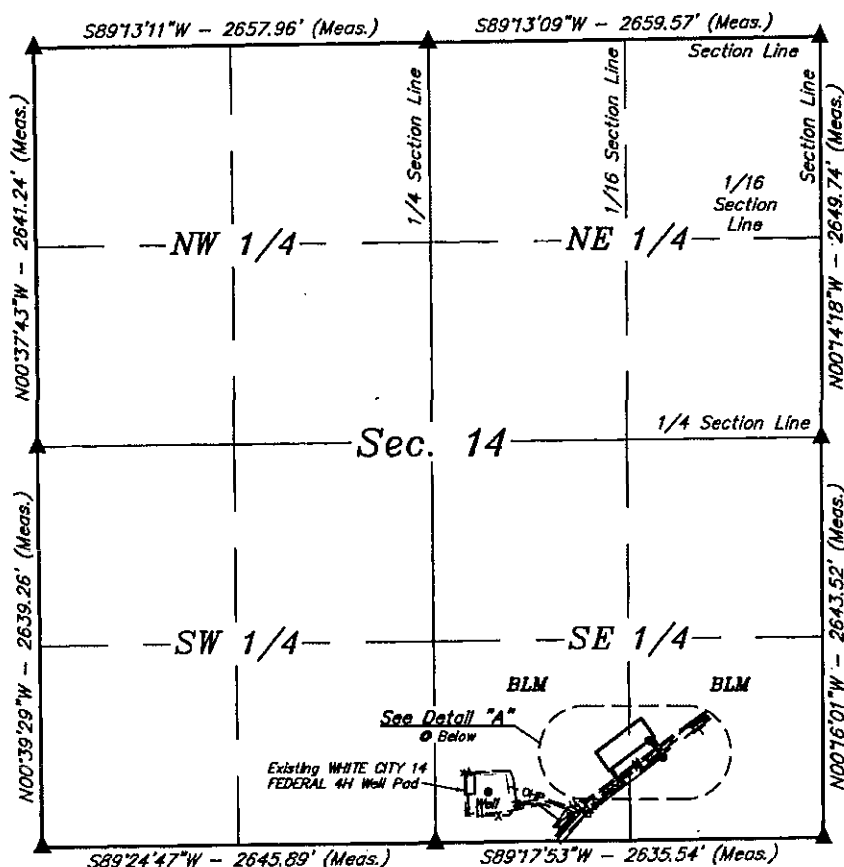 S89°13'11"W - 2657.96' (Meas.)
S89°13'09"W - 2659.57' (Meas.)
Section Line
1/4 Section Line
1/16 Section Line
Section Line
N00°37'43"W - 2641.24' (Meas.)
N00°14'18"W - 2649.74' (Meas.)
1/16
Section
Line
NW 1/4
NE 1/4
1/4 Section Line
Sec. 14
N00°39'29"W - 2639.26' (Meas.)
N00°16'01"W - 2643.52' (Meas.)
SW 1/4
SE 1/4
BLM
BLM
See Detail "A"
Below
Existing WHITE CITY 14
FEDERAL 4H Well Pad
Well
OHP
S89°24'47"W - 2645.89' (Meas.)
S89°17'53"W - 2635.54' (Meas.)